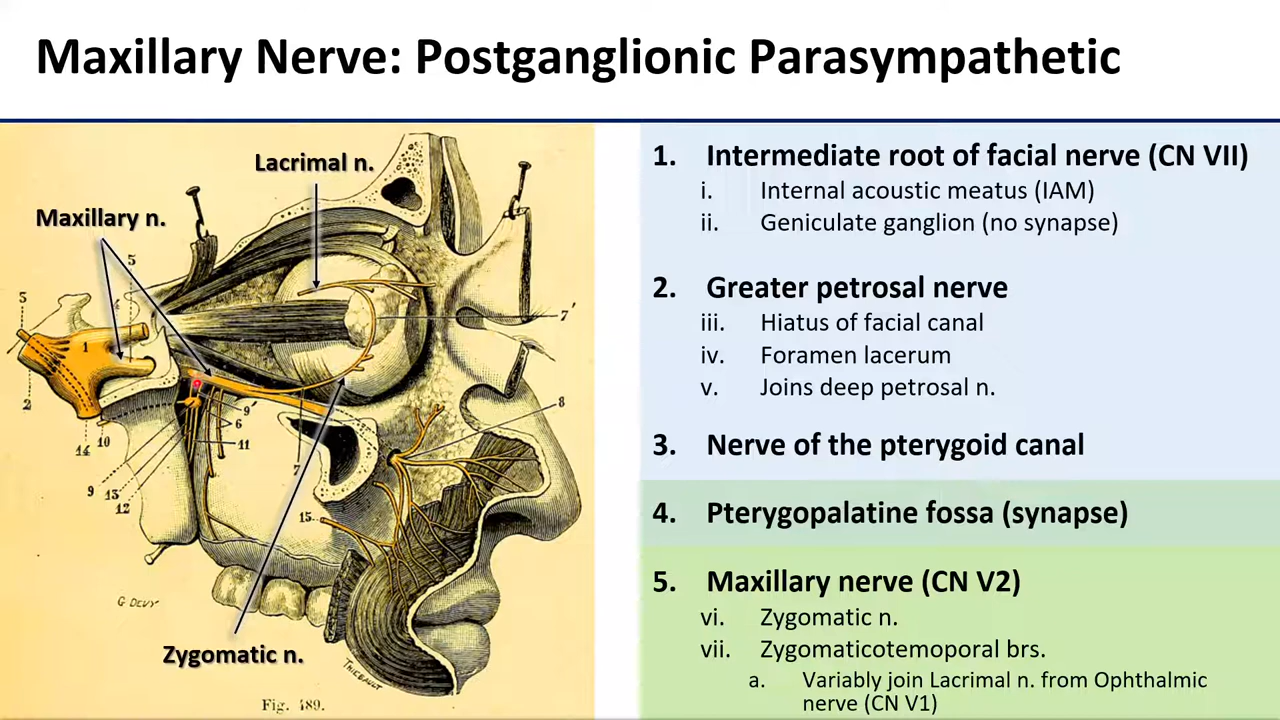 Maxillary Nerve: Postganglionic Parasympathetic
Lacrimal n.
Maxillary n.
5
5
4
1
7'
2
9'
6
8
14
10
11
9
13
12
7
15
G DEVY
Zygomatic n.
THIEBAULT
Fig. 489.
1. Intermediate root of facial nerve (CN VII)
i. Internal acoustic meatus (IAM)
ii. Geniculate ganglion (no synapse)
2. Greater petrosal nerve
iii. Hiatus of facial canal
iv. Foramen lacerum
v. Joins deep petrosal n.
3. Nerve of the pterygoid canal
4. Pterygopalatine fossa (synapse)
5. Maxillary nerve (CN V2)
vi. Zygomatic n.
vii. Zygomaticotemoporal brs.
a. Variably join Lacrimal n. from Ophthalmic
nerve (CN V1)